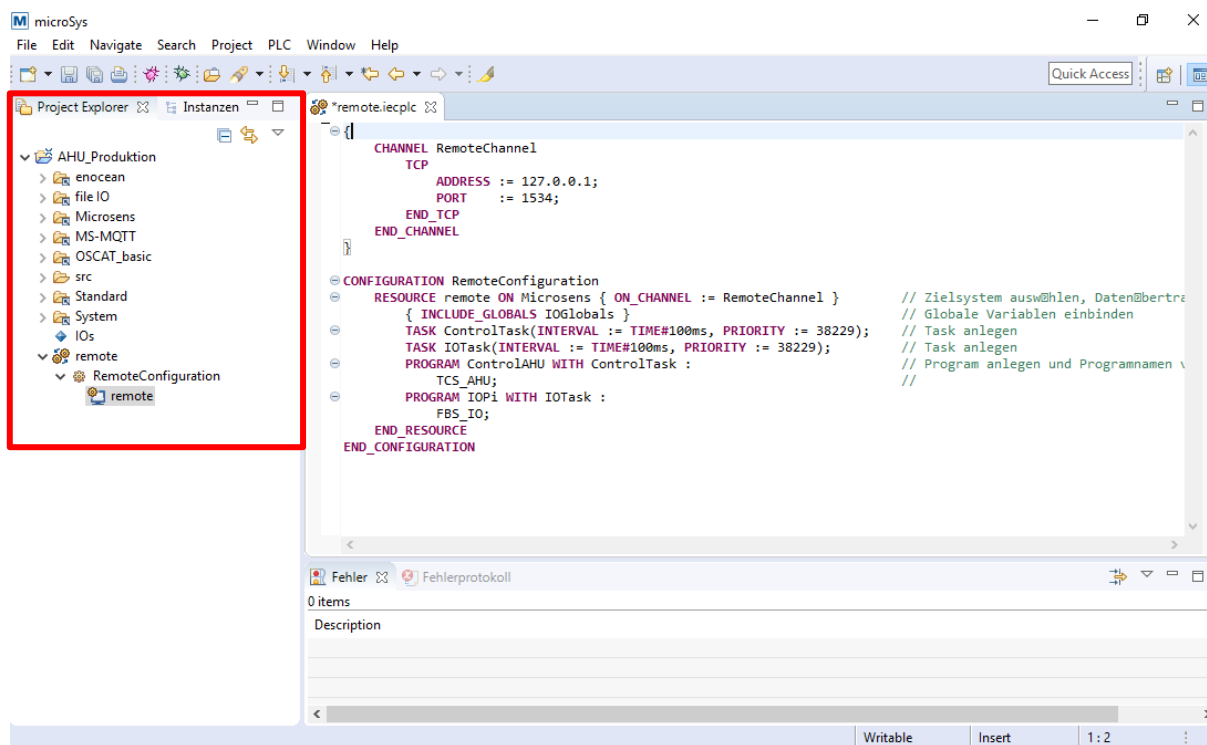 M microSys
File Edit Navigate Search Project PLC Window Help
Quick Access
Project Explorer Instanzen
AHU_Produktion
enocean
file IO
Microsens
MS-MQTT
OSCAT_basic
src
Standard
System
IOs
remote
RemoteConfiguration
remote
*remote.iecplc
{
CHANNEL RemoteChannel
TCP
ADDRESS := 127.0.0.1;
PORT := 1534;
END_TCP
END_CHANNEL
}
CONFIGURATION RemoteConfiguration
RESOURCE remote ON Microsens { ON_CHANNEL := RemoteChannel } // Zielsystem ausw�hlen, Daten�bertra
{ INCLUDE_GLOBALS IOGlobals } // Globale Variablen einbinden
TASK ControlTask(INTERVAL := TIME#100ms, PRIORITY := 38229); // Task anlegen
TASK IOTask(INTERVAL := TIME#100ms, PRIORITY := 38229); // Task anlegen
PROGRAM ControlAHU WITH ControlTask : // Program anlegen und Programnamen v
TCS_AHU; //
PROGRAM IOPi WITH IOTask :
FBS_IO;
END_RESOURCE
END_CONFIGURATION
Fehler Fehlerprotokoll
0 items
Description
Writable Insert 1 : 2